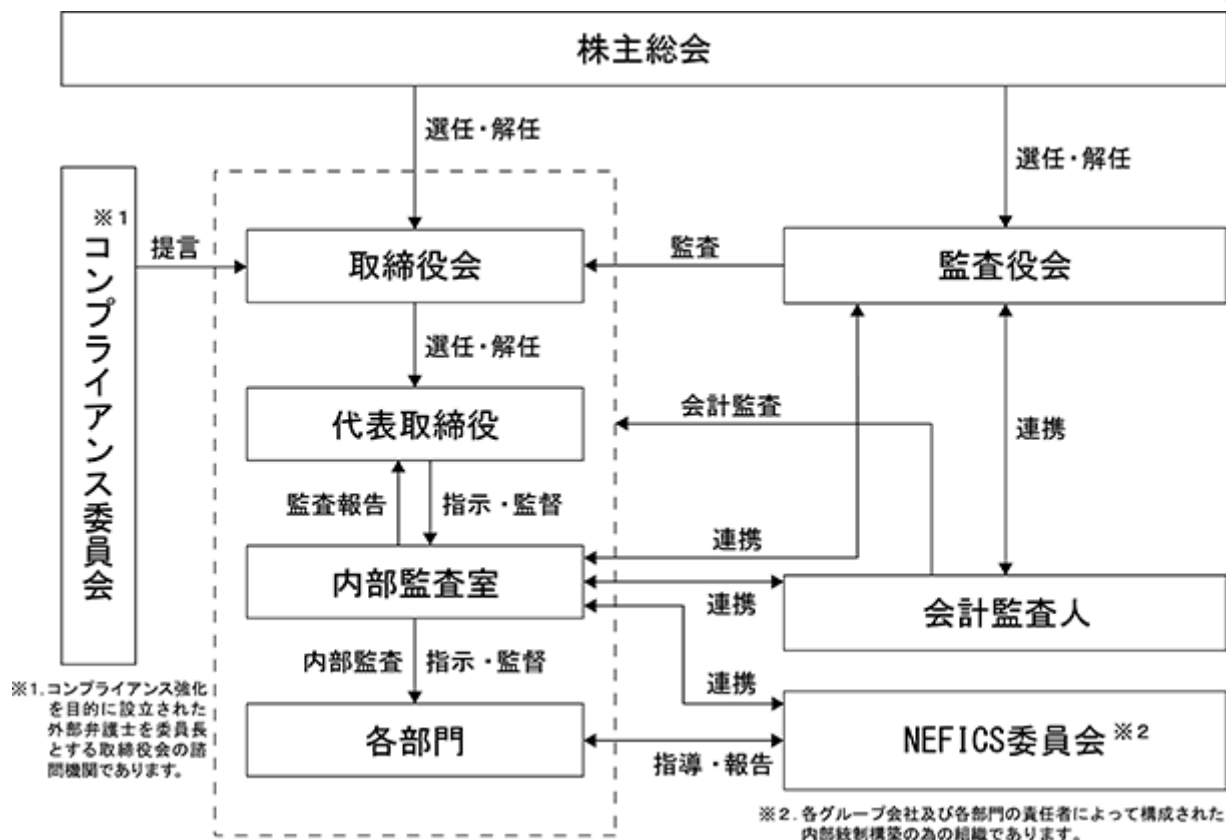 株主総会
選任・解任
選任・解任
※1
コンプライアンス委員会
提言
取締役会
監査
監査役会
選任・解任
代表取締役
会計監査
連携
監査報告
指示・監督
連携
内部監査室
連携
会計監査人
内部監査
指示・監督
連携
各部門
指導・報告
NEFICS委員会※2
※1.コンプライアンス強化
を目的に設立された
外部弁護士を委員長
とする取締役会の諮
問機関であります。
※2.各グループ会社及び各部門の責任者によって構成された
内部統制構築の為の組織であります。